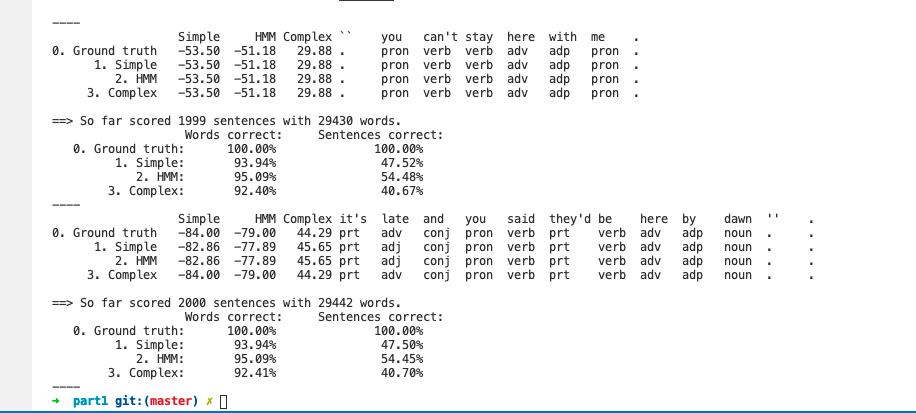 ----
                  Simple     HMM Complex ``    you   can't stay  here  with  me    .
0. Ground truth   -53.50  -51.18   29.88 .     pron  verb  verb  adv   adp   pron  .
      1. Simple   -53.50  -51.18   29.88 .     pron  verb  verb  adv   adp   pron  .
         2. HMM   -53.50  -51.18   29.88 .     pron  verb  verb  adv   adp   pron  .
     3. Complex   -53.50  -51.18   29.88 .     pron  verb  verb  adv   adp   pron  .
==> So far scored 1999 sentences with 29430 words.
                   Words correct:     Sentences correct:
   0. Ground truth:      100.00%              100.00%
         1. Simple:       93.94%               47.52%
            2. HMM:       95.09%               54.48%
        3. Complex:       92.40%               40.67%
----
                  Simple     HMM Complex it's  late  and   you   said  they'd be    here  by    dawn  ''    .
0. Ground truth   -84.00  -79.00   44.29 prt   adv   conj  pron  verb  prt    verb  adv   adp   noun  .     .
      1. Simple   -82.86  -77.89   45.65 prt   adj   conj  pron  verb  prt    verb  adv   adp   noun  .     .
         2. HMM   -82.86  -77.89   45.65 prt   adj   conj  pron  verb  prt    verb  adv   adp   noun  .     .
     3. Complex   -84.00  -79.00   44.29 prt   adv   conj  pron  verb  prt    verb  adv   adp   noun  .     .
==> So far scored 2000 sentences with 29442 words.
                   Words correct:     Sentences correct:
   0. Ground truth:      100.00%              100.00%
         1. Simple:       93.94%               47.50%
            2. HMM:       95.09%               54.45%
        3. Complex:       92.41%               40.70%
----
➜  part1 git:(master) ✗